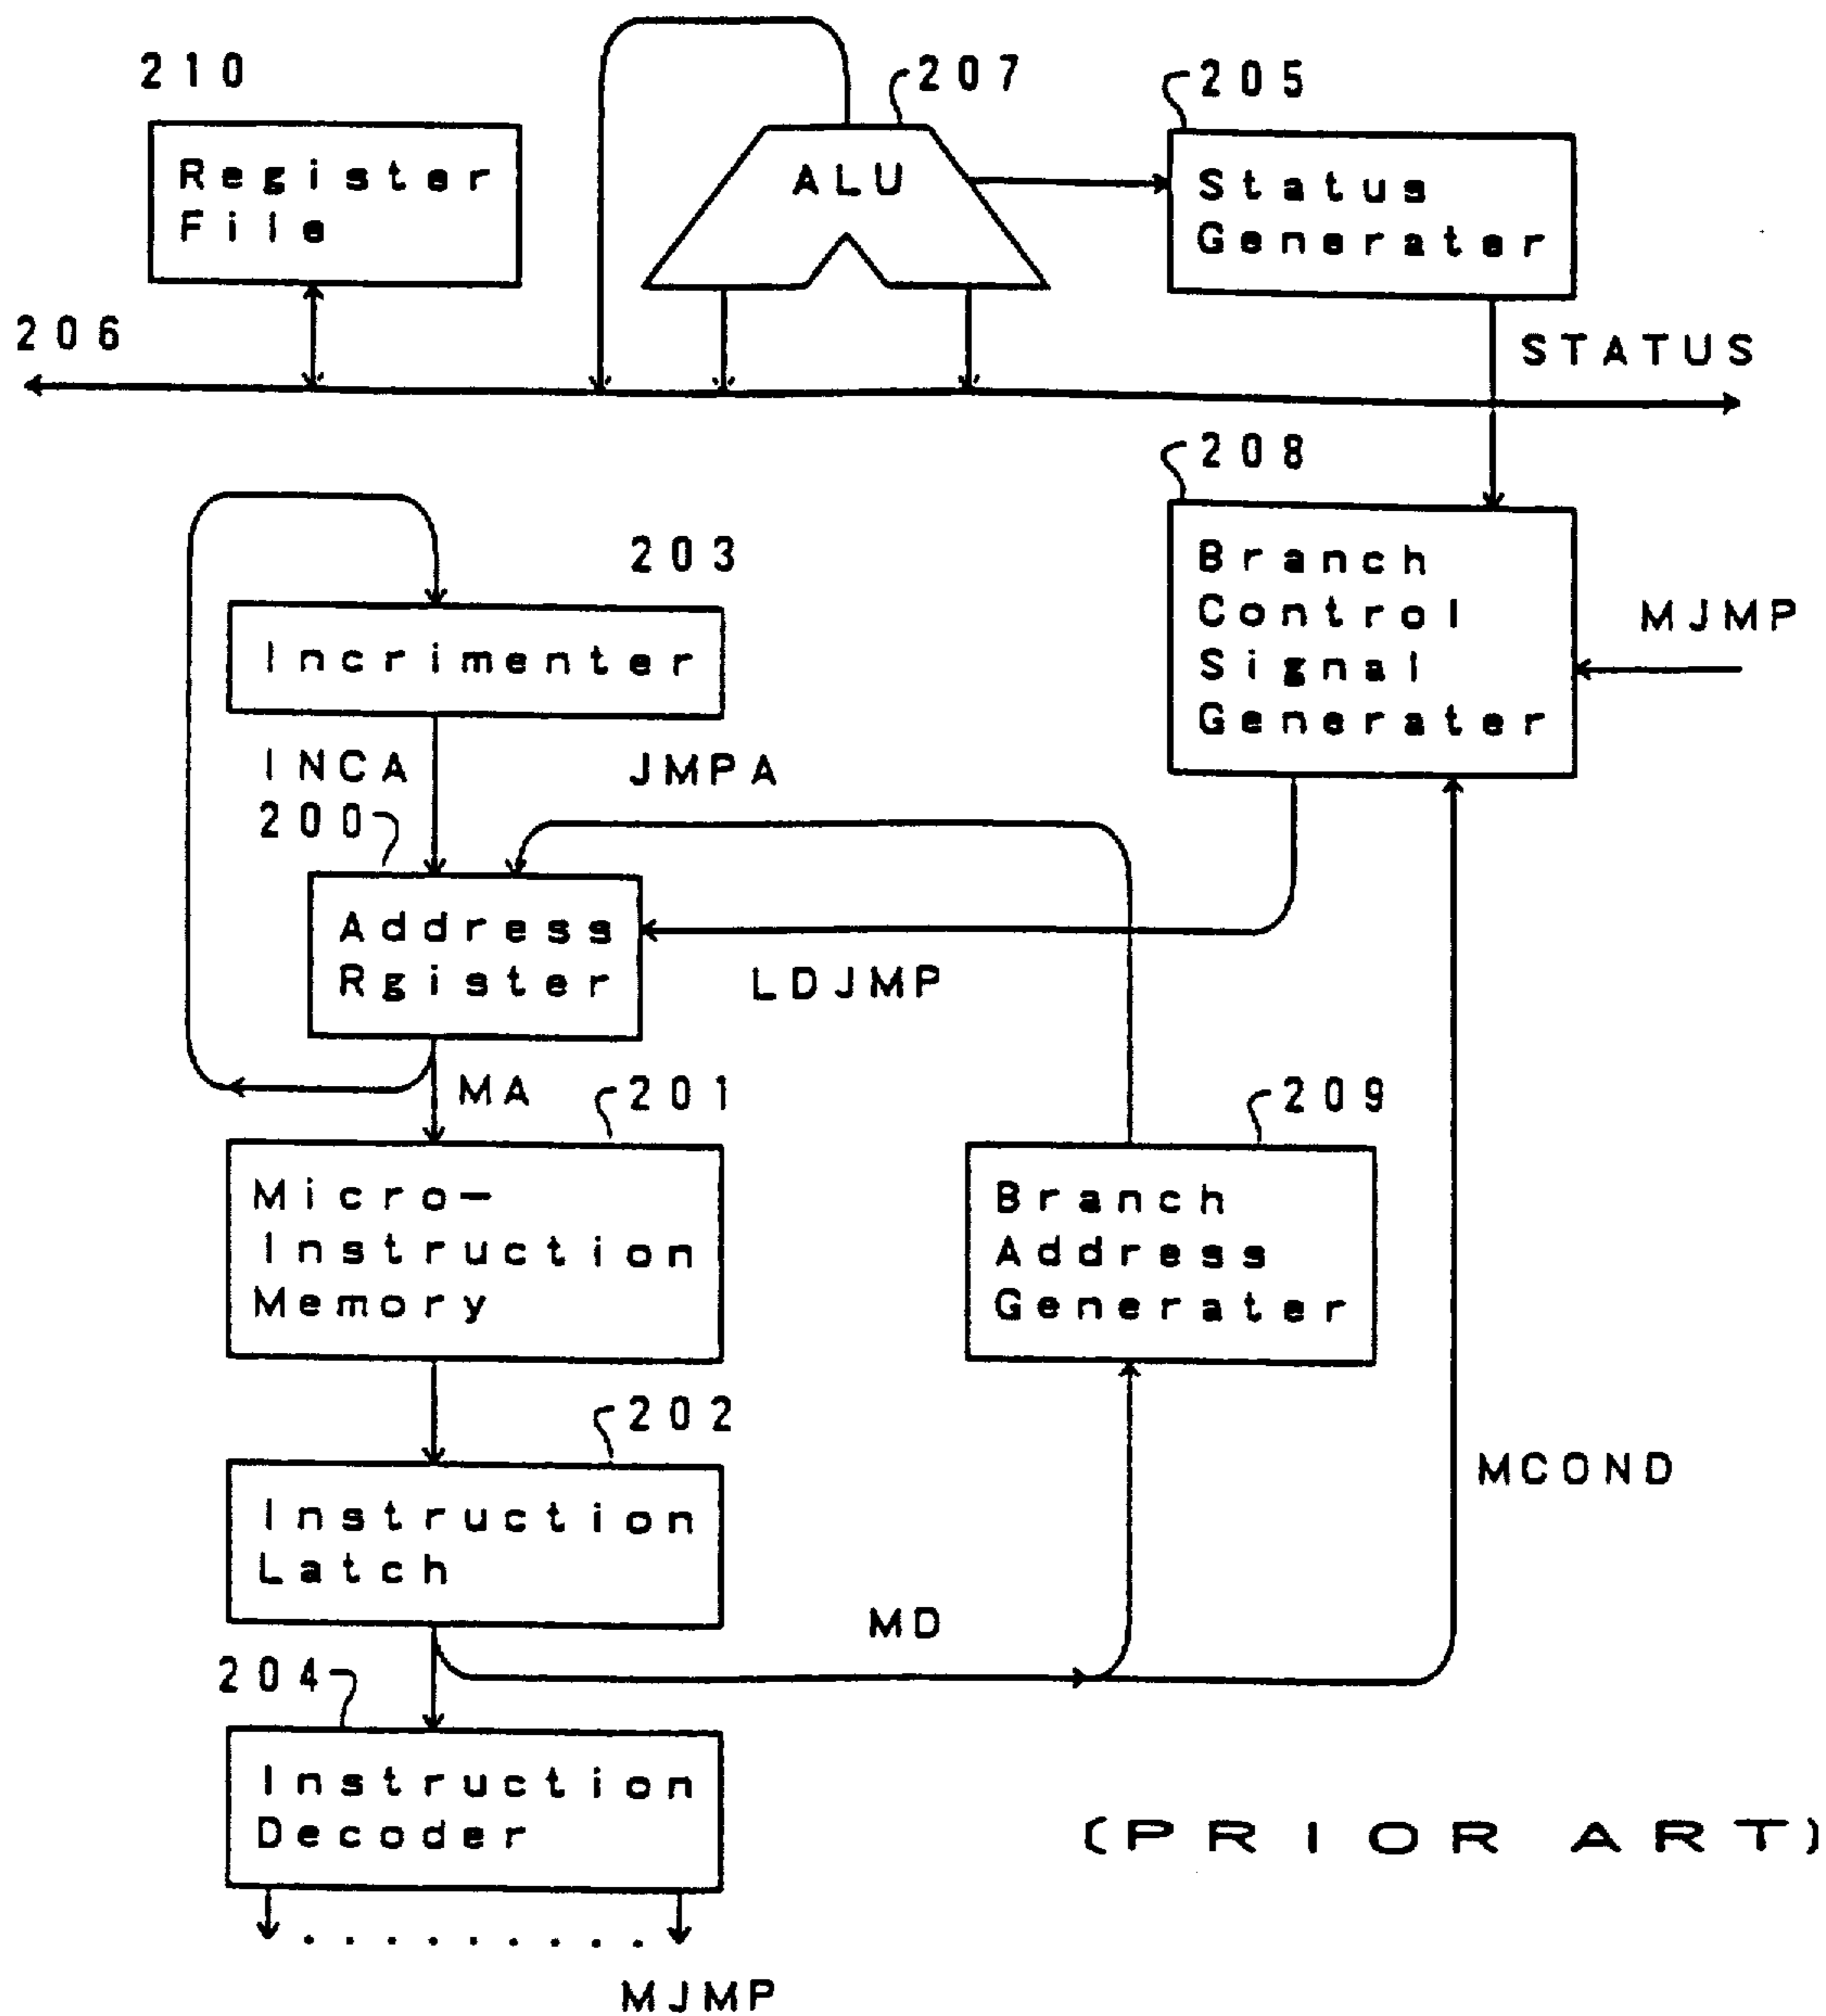 210
207
205
Register
File
ALU
Status
Generater
206
STATUS
208
203
Branch
Control
Signal
Generater
MJMP
Incrimenter
INCA
JMPA
200
Address
Rgister
LDJMP
MA
201
209
Micro-
Instruction
Memory
Branch
Address
Generater
202
MCOND
Instruction
Latch
MD
204
Instruction
Decoder
(PRIOR ART)
MJMP